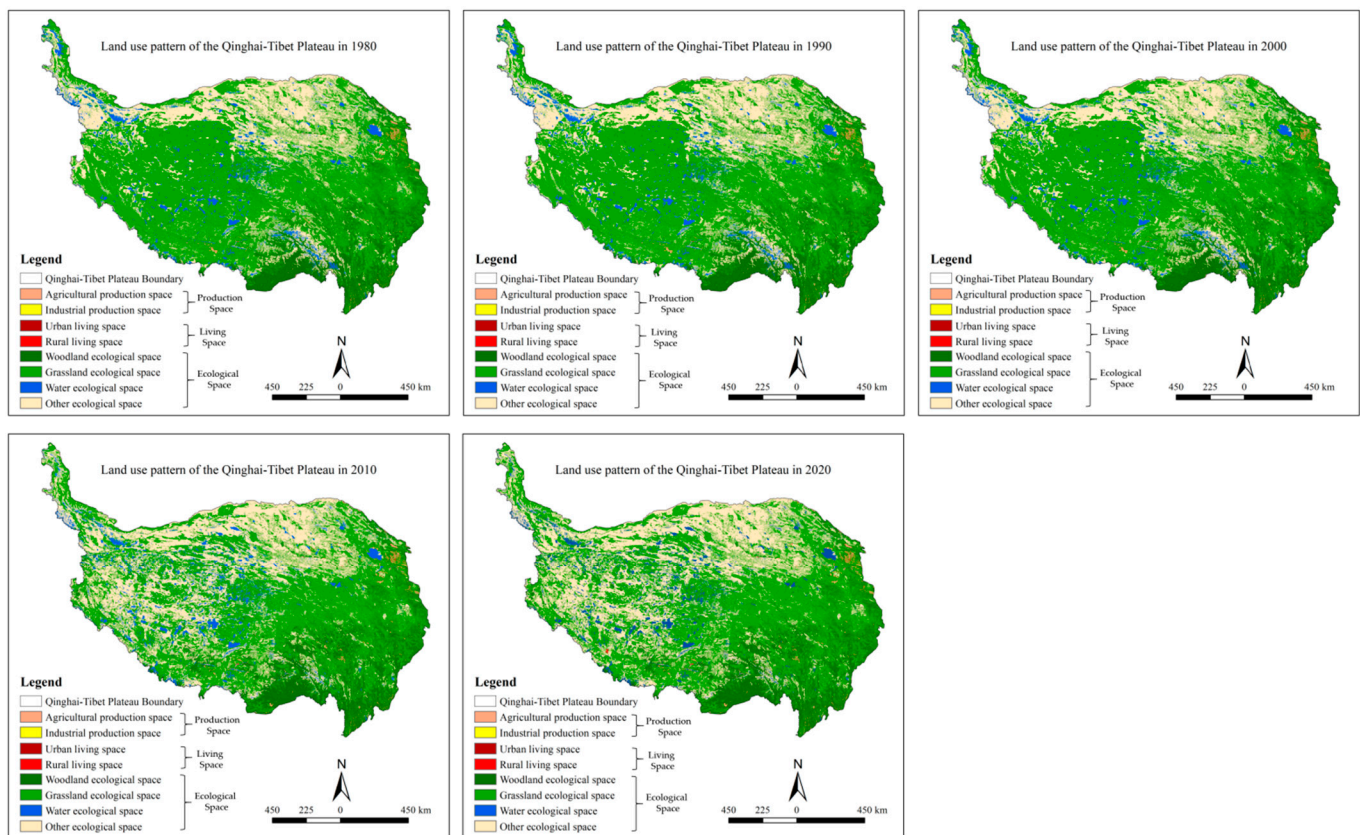 Land use pattern of the Qinghai-Tibet Plateau in 1980
Legend
Qinghai-Tibet Plateau Boundary
Agricultural production space
Industrial production space
Production Space
Urban living space
Rural living space
Living Space
Woodland ecological space
Grassland ecological space
Water ecological space
Other ecological space
Ecological Space
N
450 225 0 450 km
Land use pattern of the Qinghai-Tibet Plateau in 1990
Legend
Qinghai-Tibet Plateau Boundary
Agricultural production space
Industrial production space
Production Space
Urban living space
Rural living space
Living Space
Woodland ecological space
Grassland ecological space
Water ecological space
Other ecological space
Ecological Space
N
450 225 0 450 km
Land use pattern of the Qinghai-Tibet Plateau in 2000
Legend
Qinghai-Tibet Plateau Boundary
Agricultural production space
Industrial production space
Production Space
Urban living space
Rural living space
Living Space
Woodland ecological space
Grassland ecological space
Water ecological space
Other ecological space
Ecological Space
N
450 225 0 450 km
Land use pattern of the Qinghai-Tibet Plateau in 2010
Legend
Qinghai-Tibet Plateau Boundary
Agricultural production space
Industrial production space
Production Space
Urban living space
Rural living space
Living Space
Woodland ecological space
Grassland ecological space
Water ecological space
Other ecological space
Ecological Space
N
450 225 0 450 km
Land use pattern of the Qinghai-Tibet Plateau in 2020
Legend
Qinghai-Tibet Plateau Boundary
Agricultural production space
Industrial production space
Production Space
Urban living space
Rural living space
Living Space
Woodland ecological space
Grassland ecological space
Water ecological space
Other ecological space
Ecological Space
N
450 225 0 450 km